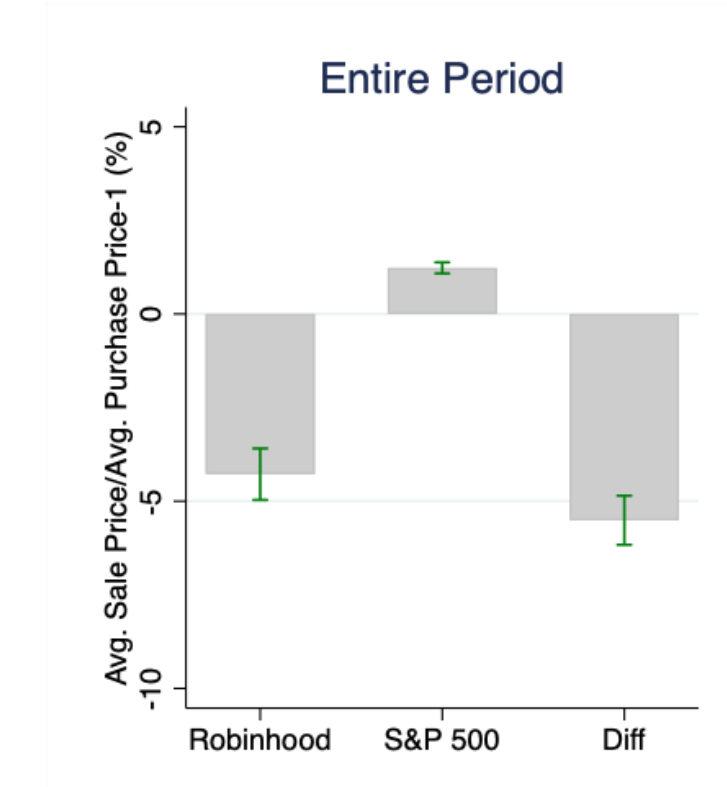 Entire Period
Avg. Sale Price/Avg. Purchase Price-1 (%)
5
0
-5
-10
Robinhood S&P 500 Diff